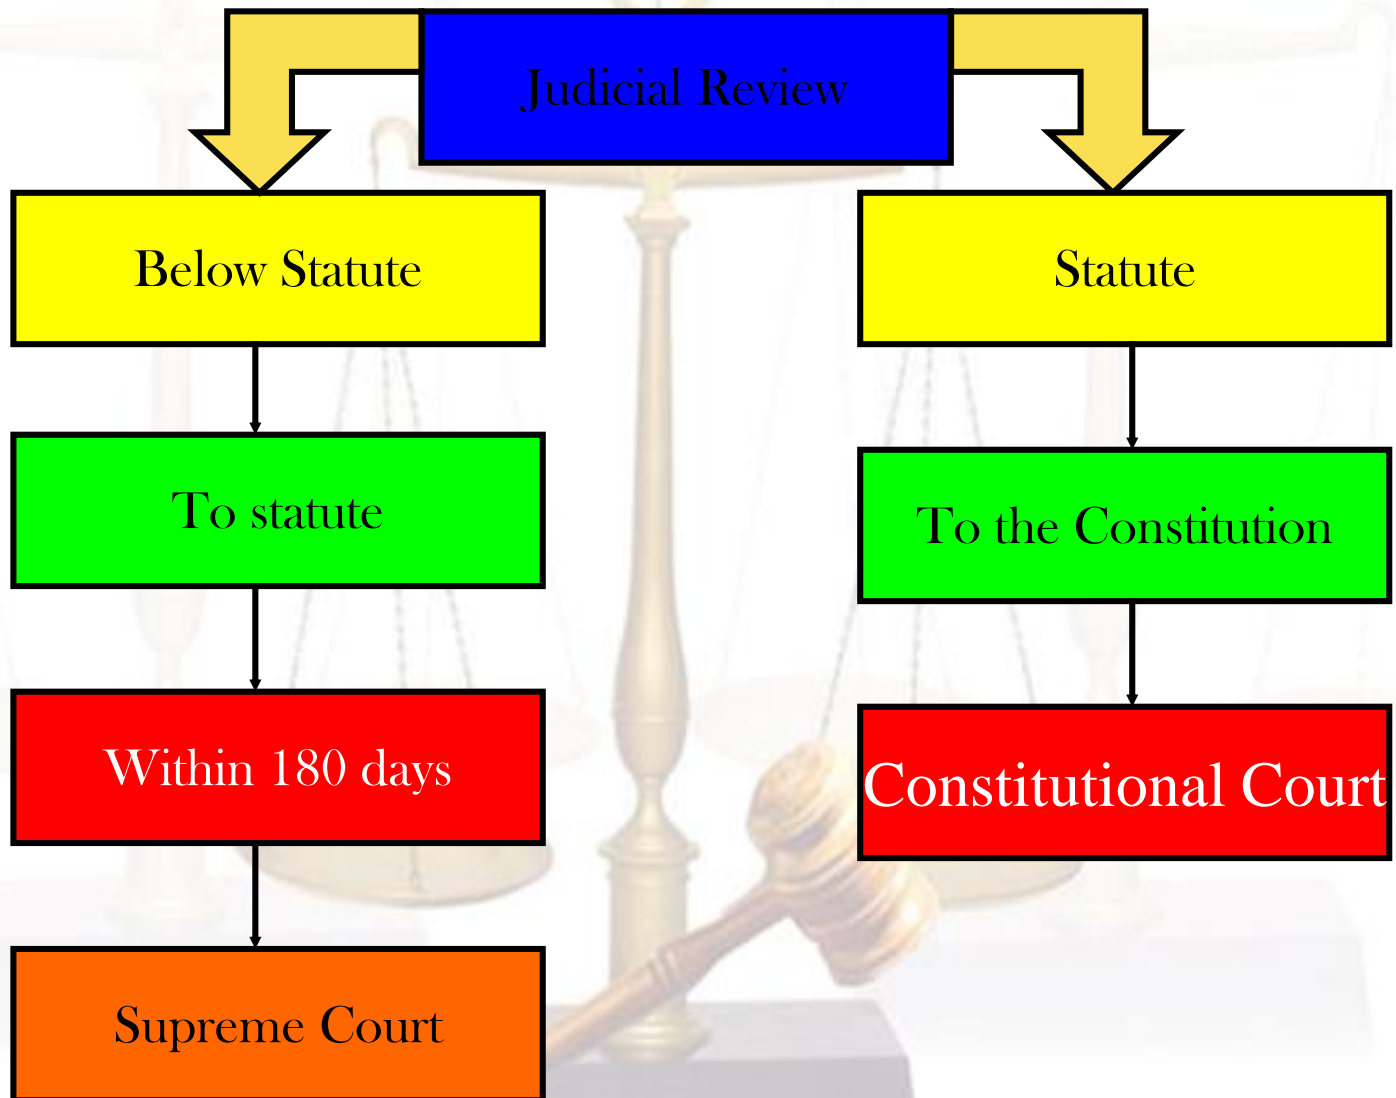 Judicial Review
Below Statute
Statute
To statute
To the Constitution
Within 180 days
Constitutional Court
Supreme Court